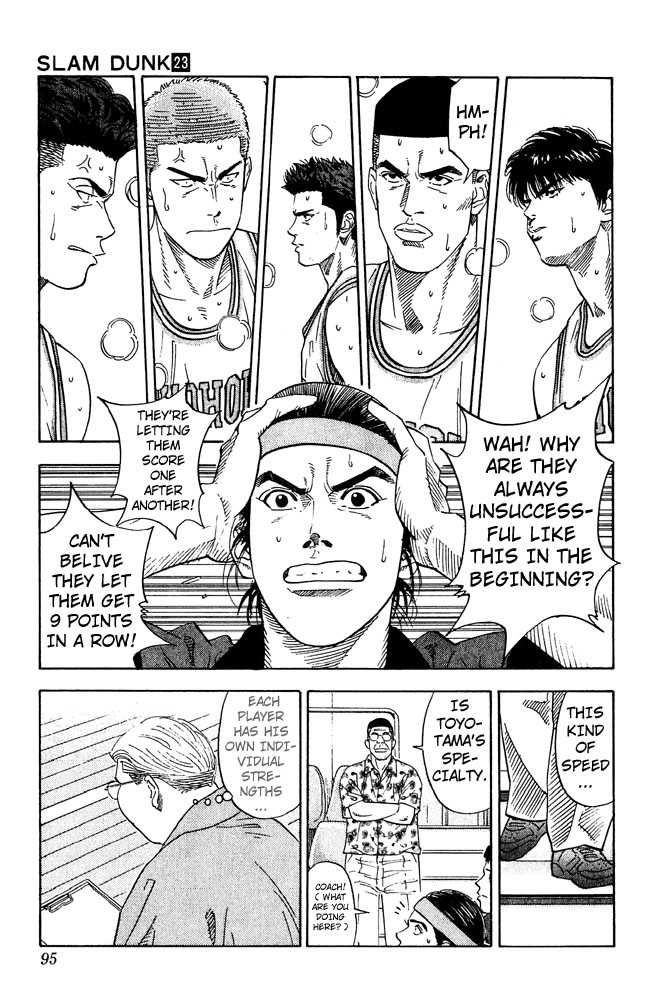 SLAM DUNK 23
HM-
PH!
WAH! WHY
ARE THEY
ALWAYS
UNSUCCESS-
FUL LIKE
THIS IN THE
BEGINNING?
THEY'RE
LETTING
THEM
SCORE
ONE
AFTER
ANOTHER!
CAN'T
BELIVE
THEY LET
THEM GET
9 POINTS
IN A ROW!
THIS
KIND
OF
SPEED
...
IS
TOYO-
TAMA'S
SPE-
CIALTY.
COACH!
( WHAT
ARE YOU
DOING
HERE? )
EACH
PLAYER
HAS HIS
OWN INDI-
VIDUAL
STRE-
NGTHS
...
95